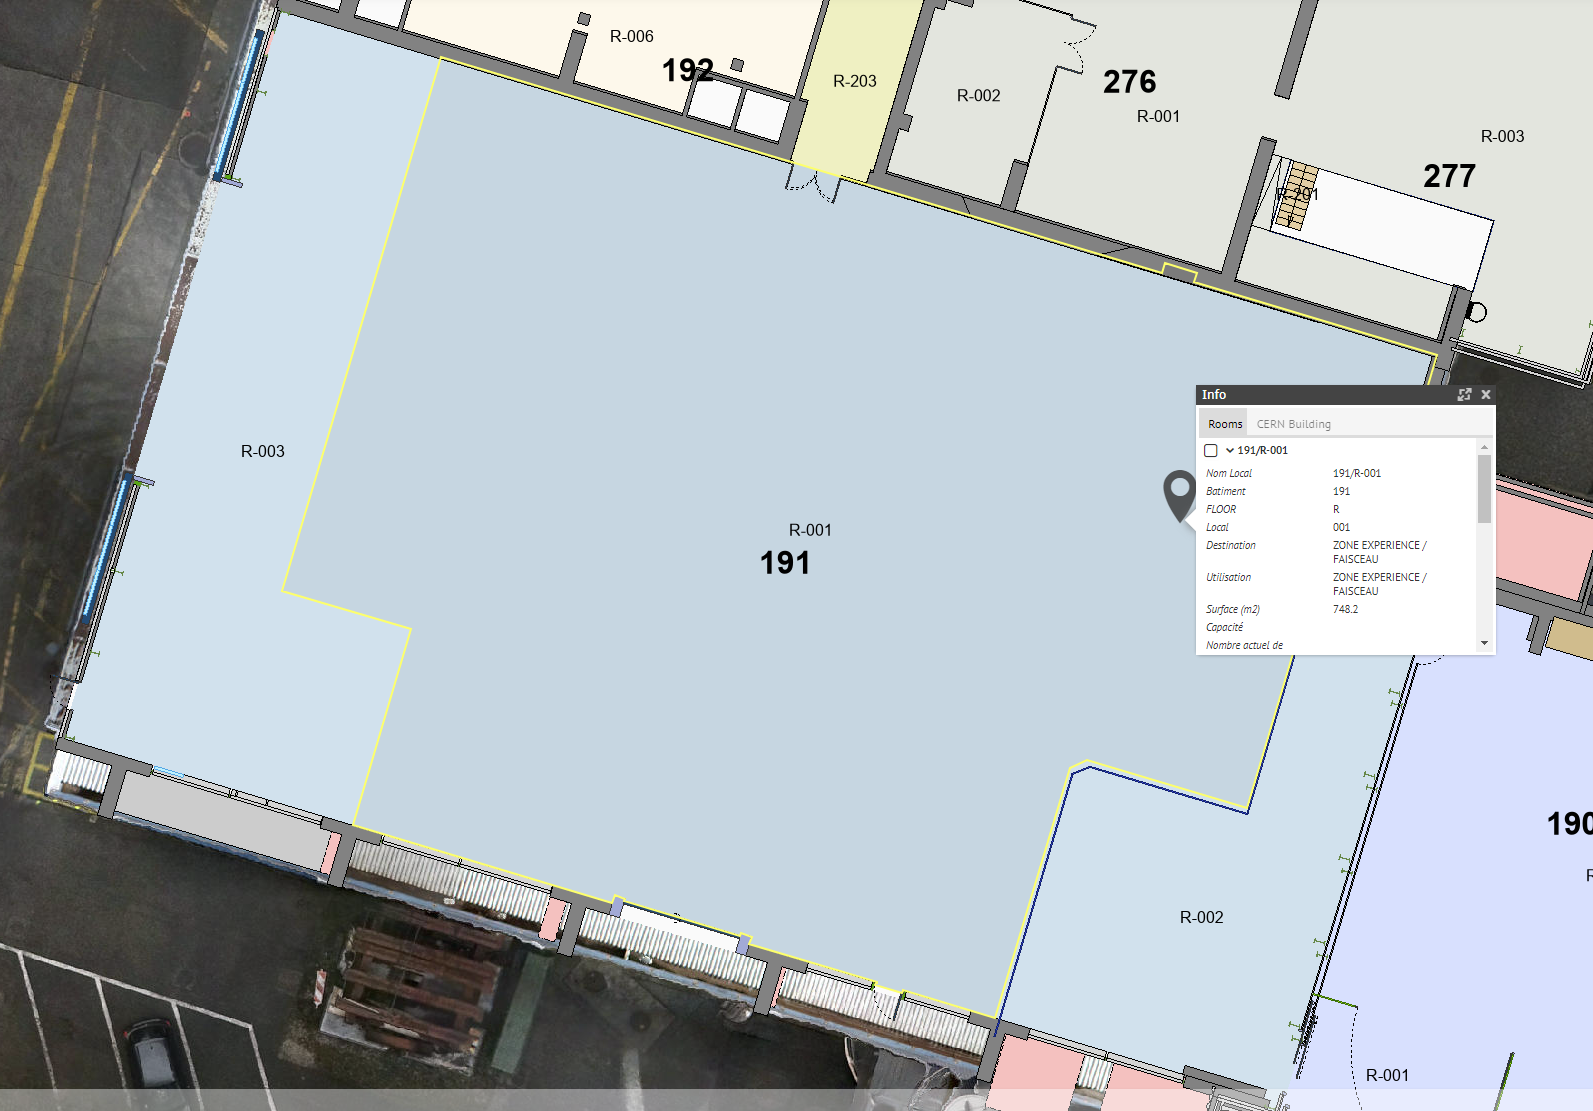 R-006
192
R-203
R-002
276
R-001
R-003
277
R-201
R-003
R-001
191
Info
Rooms CERN Building
191/R-001
Nom Local 191/R-001
Batiment 191
FLOOR R
Local 001
Destination ZONE EXPERIENCE /
FAISCEAU
Utilisation ZONE EXPERIENCE /
FAISCEAU
Surface (m2) 748.2
Capacité
Nombre actuel de
190
R
R-002
R-001